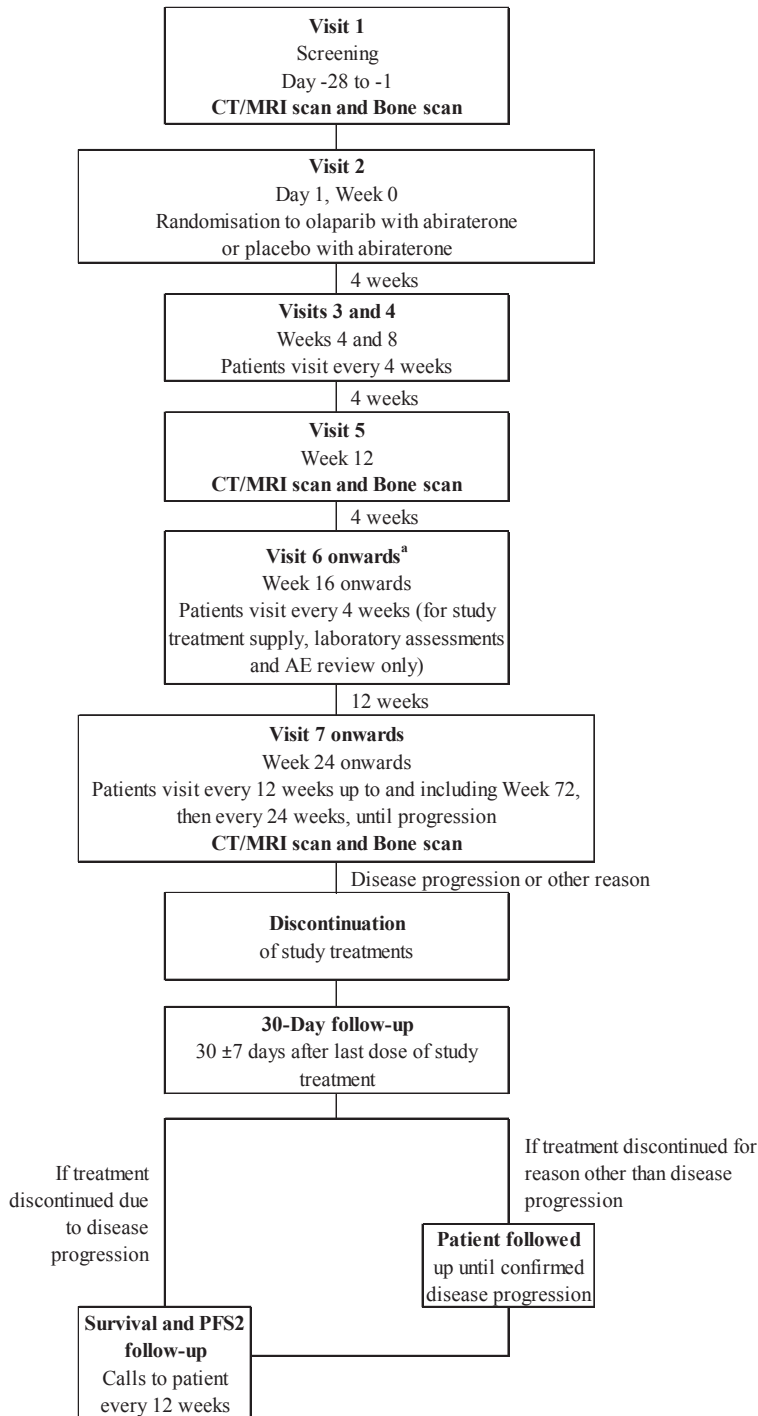 Visit 1
Screening
Day -28 to -1
CT/MRI scan and Bone scan
Visit 2
Day 1, Week 0
Randomisation to olaparib with abiraterone
or placebo with abiraterone
4 weeks
Visits 3 and 4
Weeks 4 and 8
Patients visit every 4 weeks
4 weeks
Visit 5
Week 12
CT/MRI scan and Bone scan
4 weeks
Visit 6 onwardsª
Week 16 onwards
Patients visit every 4 weeks (for study
treatment supply, laboratory assessments
and AE review only)
12 weeks
Visit 7 onwards
Week 24 onwards
Patients visit every 12 weeks up to and including Week 72,
then every 24 weeks, until progression
CT/MRI scan and Bone scan
Disease progression or other reason
Discontinuation
of study treatments
30-Day follow-up
30 ±7 days after last dose of study
treatment
If treatment
discontinued due
to disease
progression
If treatment discontinued for
reason other than disease
progression
Patient followed
up until confirmed
disease progression
Survival and PFS2
follow-up
Calls to patient
every 12 weeks